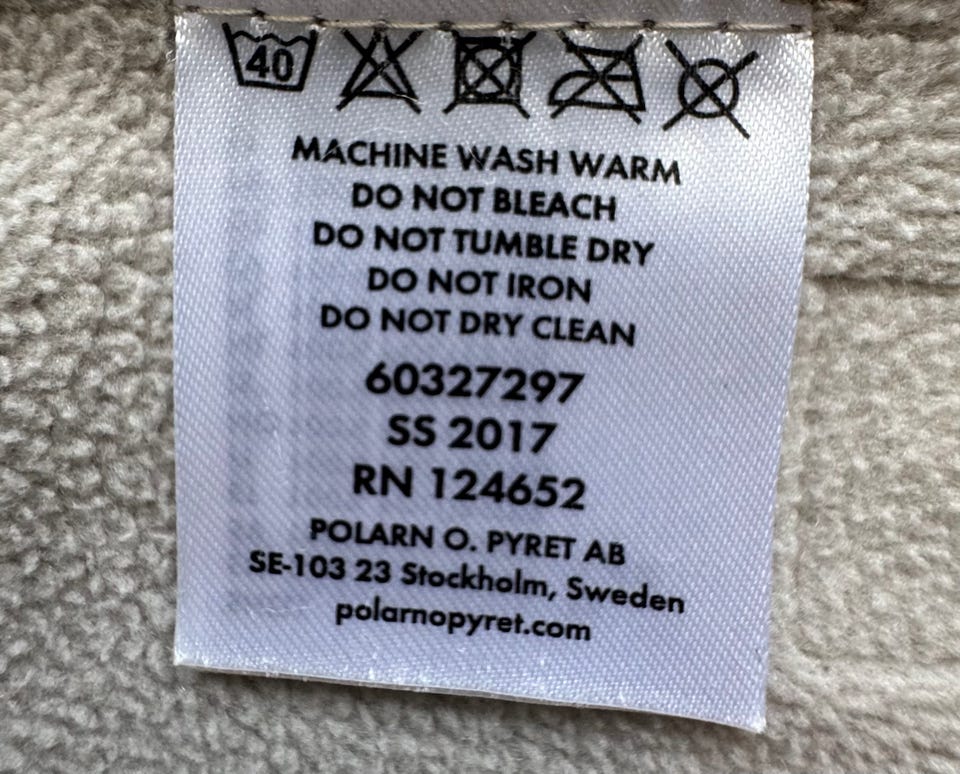 40
MACHINE WASH WARM
DO NOT BLEACH
DO NOT TUMBLE DRY
DO NOT IRON
DO NOT DRY CLEAN
60327297
SS 2017
RN 124652
POLARN O. PYRET AB
SE-103 23 Stockholm, Sweden
polarnopyret.com